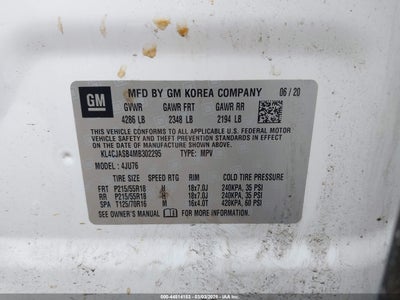 GM
MFD BY GM KOREA COMPANY 06/20
GVWR GAWR FRT GAWR RR
4286 LB 2348 LB 2194 LB
THIS VEHICLE CONFORMS TO ALL APPLICABLE U.S. FEDERAL MOTOR
VEHICLE SAFETY, BUMPER, AND THEFT PREVENTION STANDARDS
IN EFFECT ON THE DATE OF MANUFACTURE SHOWN ABOVE.
KL4CJASB4MB302295 TYPE: MPV
MODEL: 4JU76
TIRE SIZE SPEED RTG RIM COLD TIRE PRESSURE
FRT P215/55R18 H 18x7.0J 240KPA, 35 PSI
RR P215/55R18 H 18x7.0J 240KPA, 35 PSI
SPA T125/70R16 M 16x4.0T 420KPA, 60 PSI
SEE OWNER'S MANUAL FOR ADDITIONAL INFORMATION.